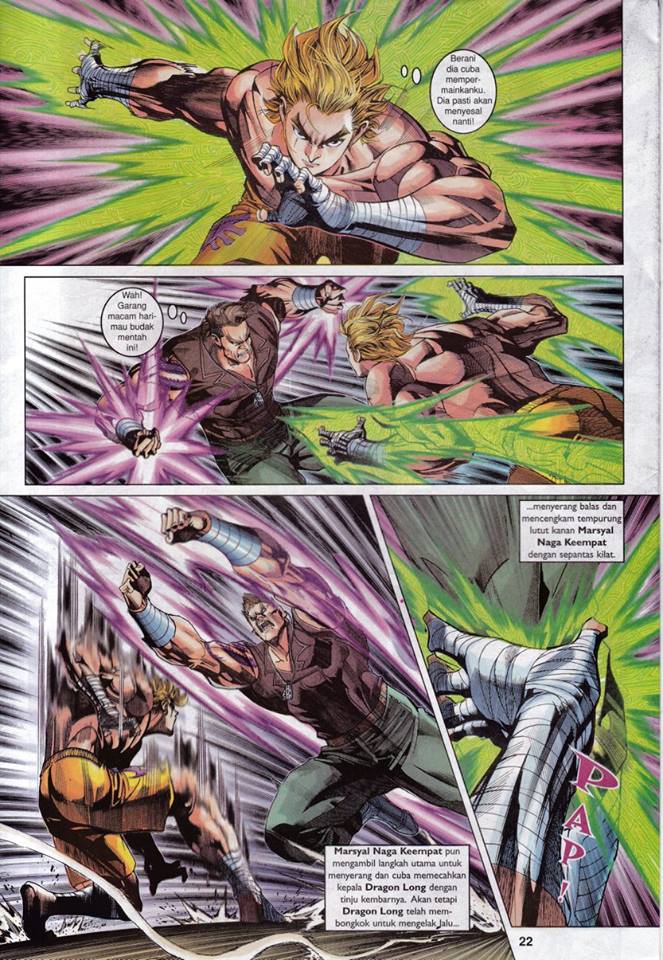 Berani
dia cuba
memper-
mainkanku.
Dia pasti akan
menyesal
nanti!
Wah!
Garang
macam hari-
mau budak
mentah
ini!
Marsyal Naga Keempat pun
mengambil langkah utama untuk
menyerang dan cuba memecahkan
kepala Dragon Long dengan
tinju kembarnya. Akan tetapi
Dragon Long telah mem-
bongkok untuk mengelak lalu...
...menyerang balas dan
mencengkam tempurung
lutut kanan Marsyal
Naga Keempat
dengan sepantas kilat.
PAP!
22